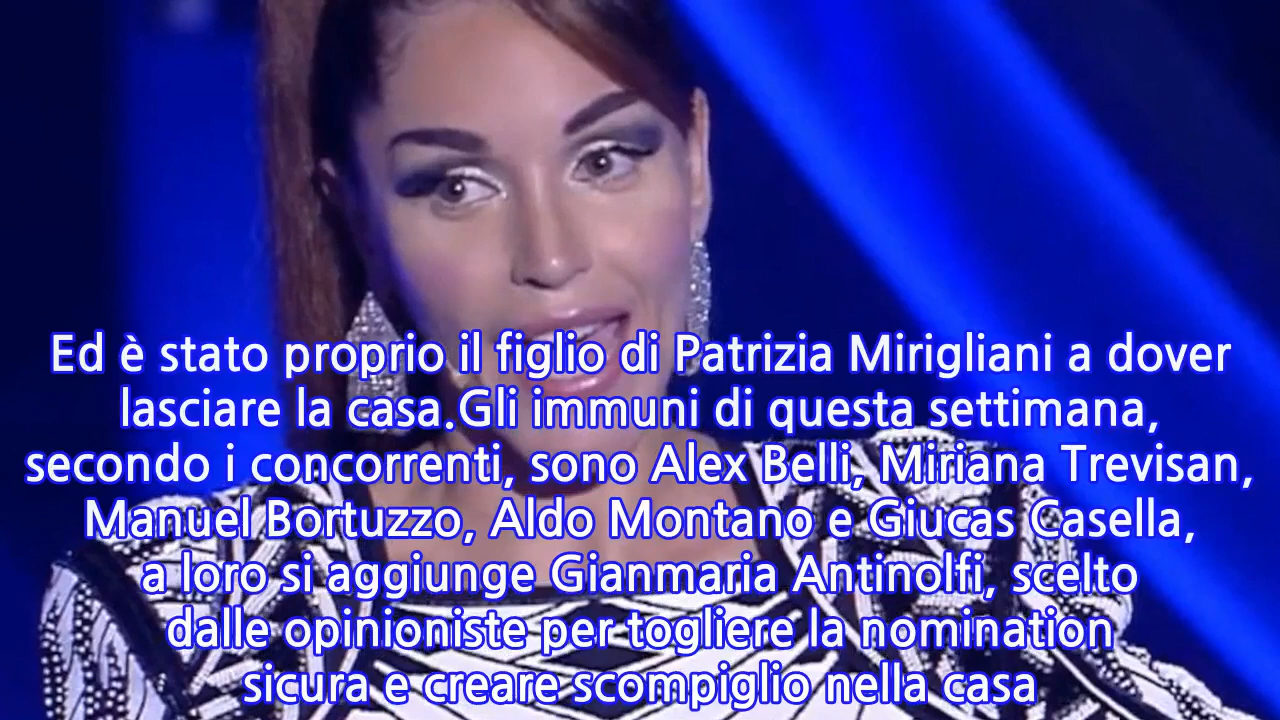 Ed è stato proprio il figlio di Patrizia Mirigliani a dover
lasciare la casa.Gli immuni di questa settimana,
secondo i concorrenti, sono Alex Belli, Miriana Trevisan,
Manuel Bortuzzo, Aldo Montano e Giucas Casella,
a loro si aggiunge Gianmaria Antinolfi, scelto
dalle opinioniste per togliere la nomination
sicura e creare scompiglio nella casa